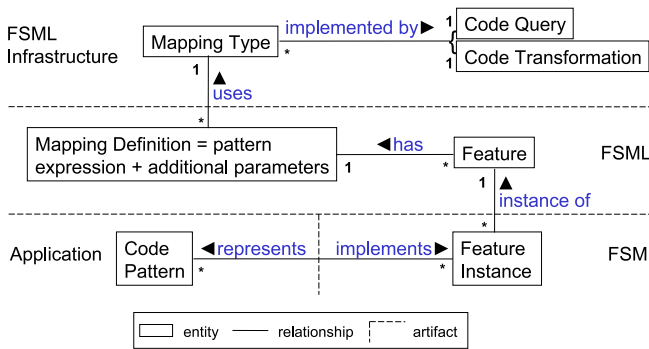 FSML
Infrastructure
Mapping Type
implemented by
Code Query
Code Transformation
*
1
1
1
uses
*
Mapping Definition = pattern
expression + additional parameters
1
has
*
Feature
FSML
1
instance of
*
Application
Code
Pattern
*
represents
implements
*
Feature
Instance
FSM
entity
relationship
artifact